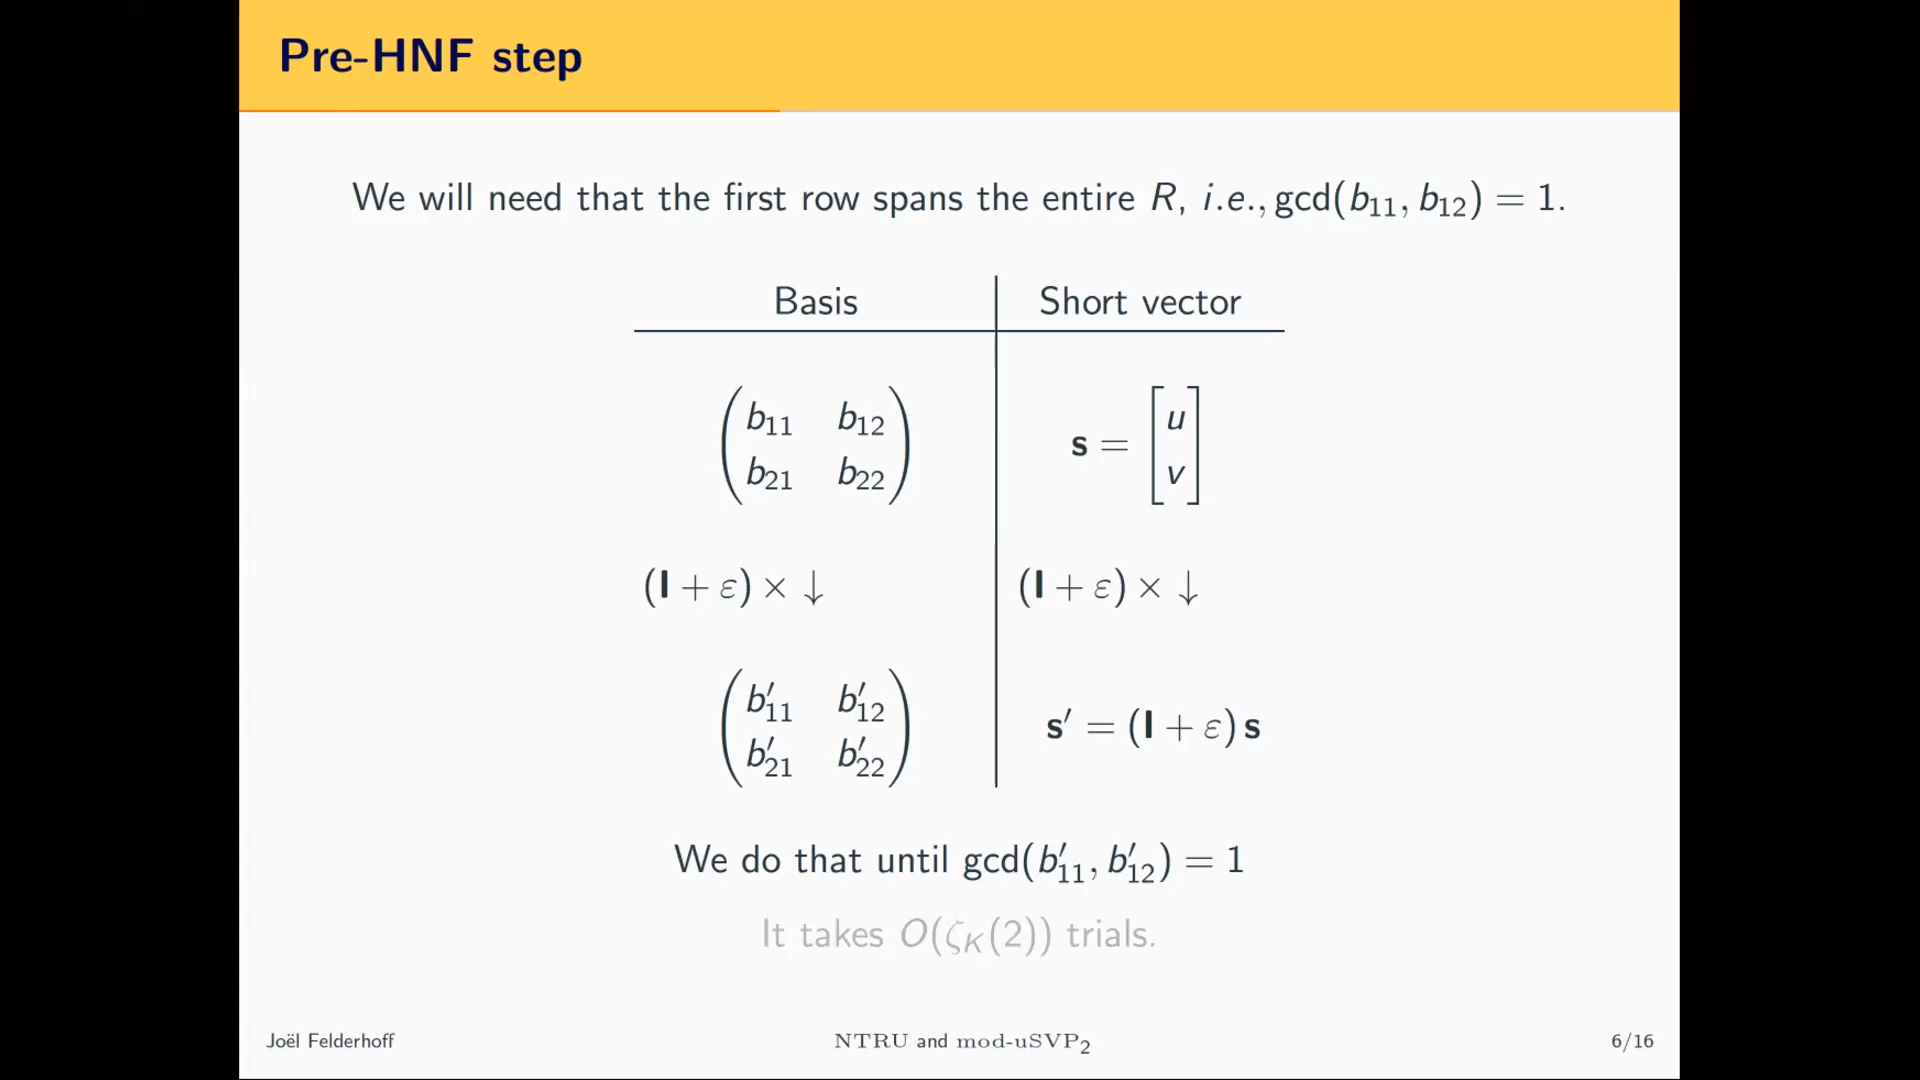 Pre-HNF step
We will need that the first row spans the entire R, i.e., gcd(b₁₁, b₁₂) = 1.
Basis Short vector
(b₁₁ b₁₂
b₂₁ b₂₂) s = [u
v]
(I + ε) × ↓ (I + ε) × ↓
(b′₁₁ b′₁₂
b′₂₁ b′₂₂) s′ = (I + ε) s
We do that until gcd(b′₁₁, b′₁₂) = 1
It takes O(ζ_K(2)) trials.
Joël Felderhoff NTRU and mod-uSVP₂ 6/16